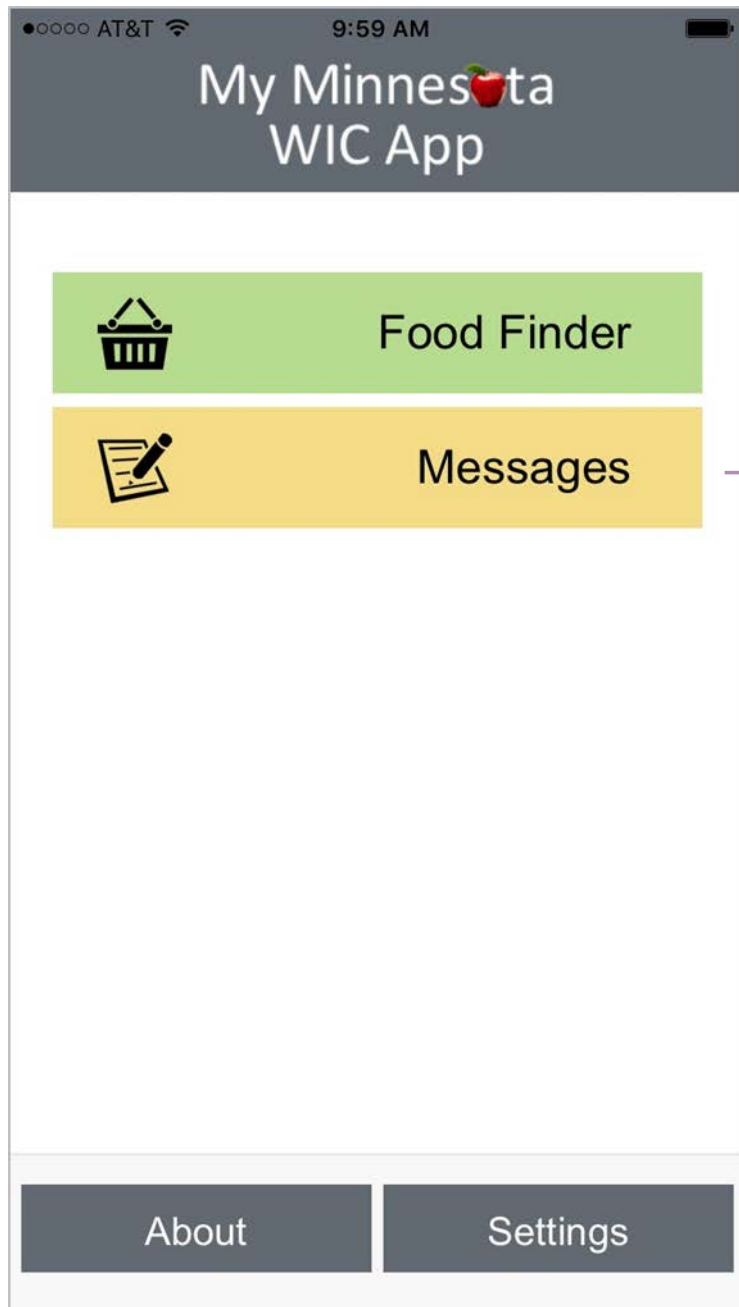 AT&T 9:59 AM
My Minnesota
WIC App
Food Finder
Messages
About Settings